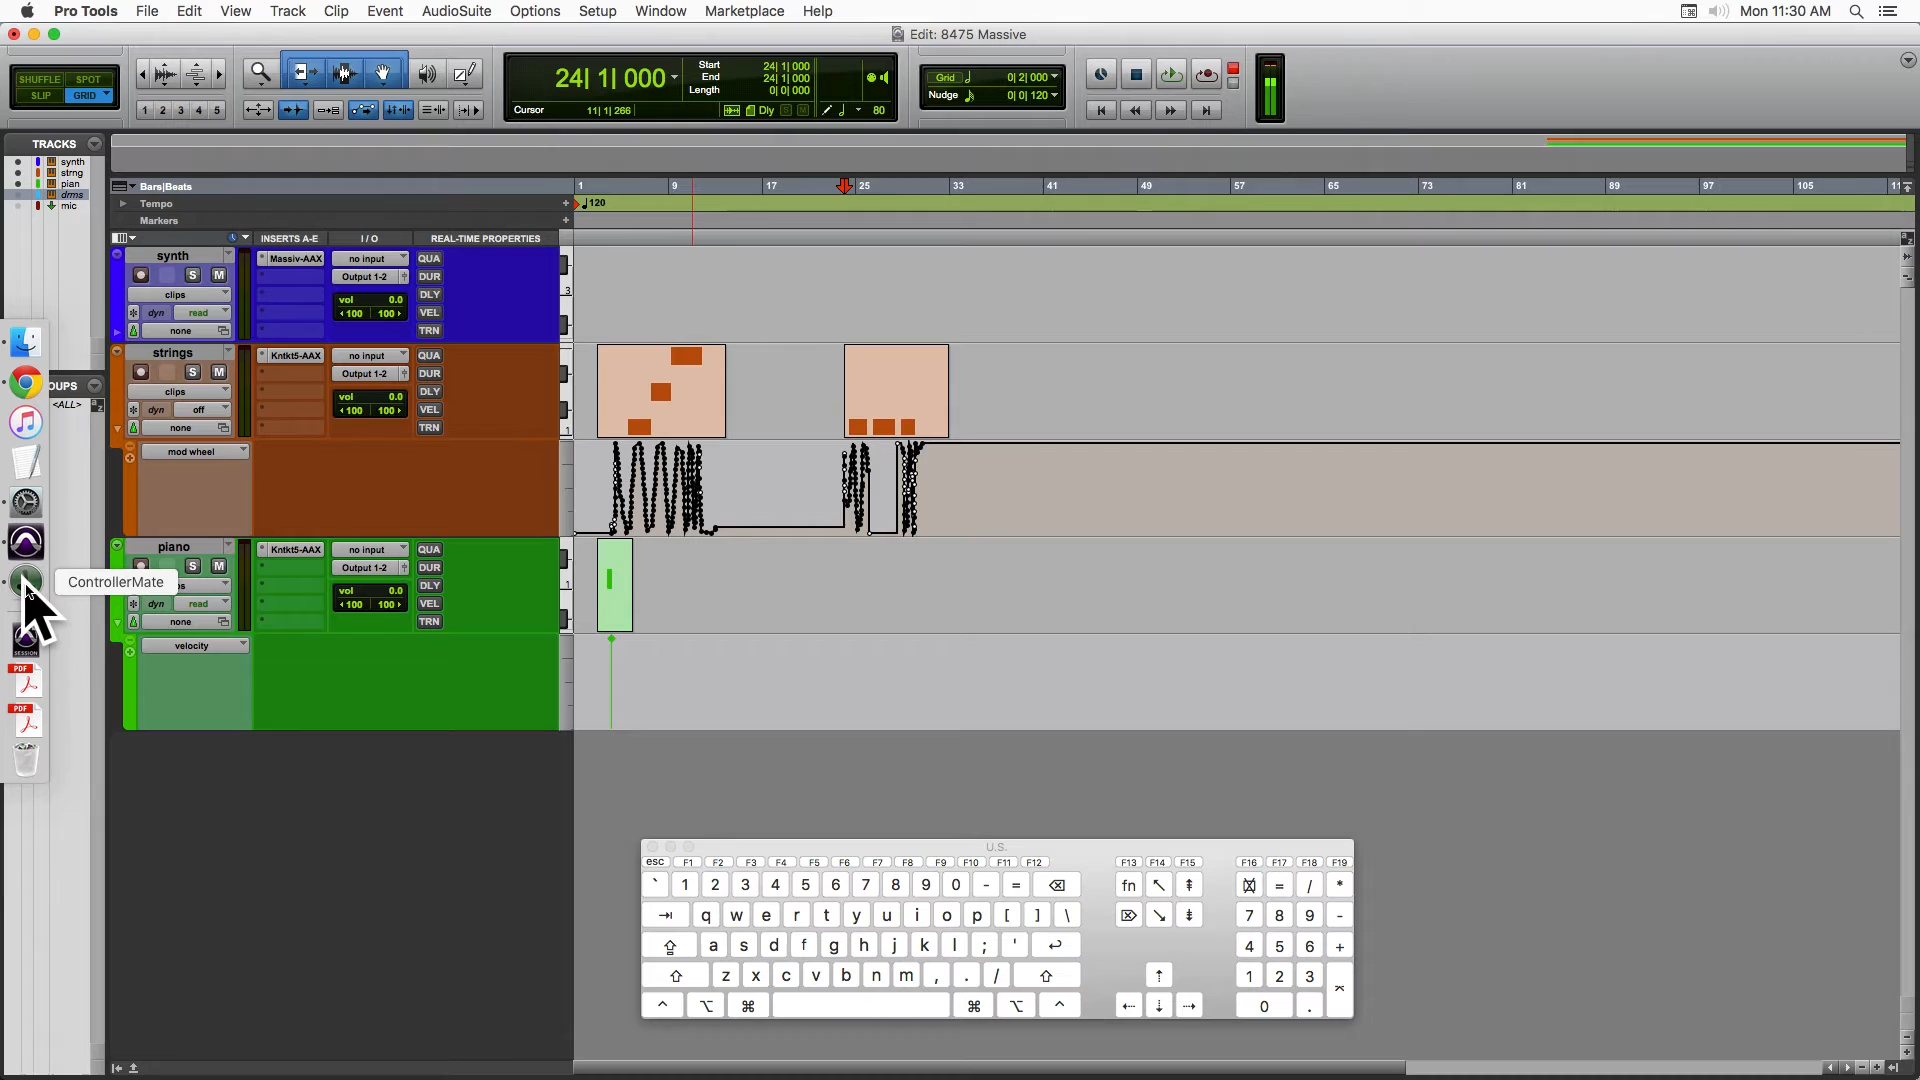 Pro Tools File Edit View Track Clip Event AudioSuite Options Setup Window Marketplace Help Mon 11:30 AM
Edit: 8475 Massive
SHUFFLE SPOT
SLIP GRID
1 2 3 4 5
24| 1| 000
Start 24| 1| 000
End 24| 1| 000
Length 0| 0| 000
Cursor 11| 1| 266 Dly S M 80
Grid 0| 2| 000
Nudge 0| 0| 120
TRACKS
synth
strng
pian
drms
mic
OUPS
<ALL>
Bars|Beats 1 9 17 25 33 41 49 57 65 73 81 89 97 105 11
Tempo 120
Markers
INSERTS A-E I / O REAL-TIME PROPERTIES
synth Massiv-AAX no input QUA
S M Output 1-2 DUR
clips DLY
dyn read vol 0.0 VEL
none 100 100 TRN
3
strings Kntkt5-AAX no input QUA
S M Output 1-2 DUR
clips DLY
dyn off vol 0.0 VEL
none 100 100 TRN
1
mod wheel
piano Kntkt5-AAX no input QUA
S M Output 1-2 DUR
ControllerMate ps DLY
dyn read vol 0.0 VEL
none 100 100 TRN
1
velocity
SESSION
PDF
PDF
U.S.
esc F1 F2 F3 F4 F5 F6 F7 F8 F9 F10 F11 F12 F13 F14 F15 F16 F17 F18 F19
` 1 2 3 4 5 6 7 8 9 0 - = ⌫ fn ↖ ⇞ = / *
⇥ q w e r t y u i o p [ ] \ ⌦ ↘ ⇟ 7 8 9 -
⇪ a s d f g h j k l ; ' ↩ 4 5 6 +
⇧ z x c v b n m , . / ⇧ ⇡ 1 2 3 ⌤
^ ⌥ ⌘ ⌘ ⌥ ^ ⇠ ⇣ ⇢ 0 .